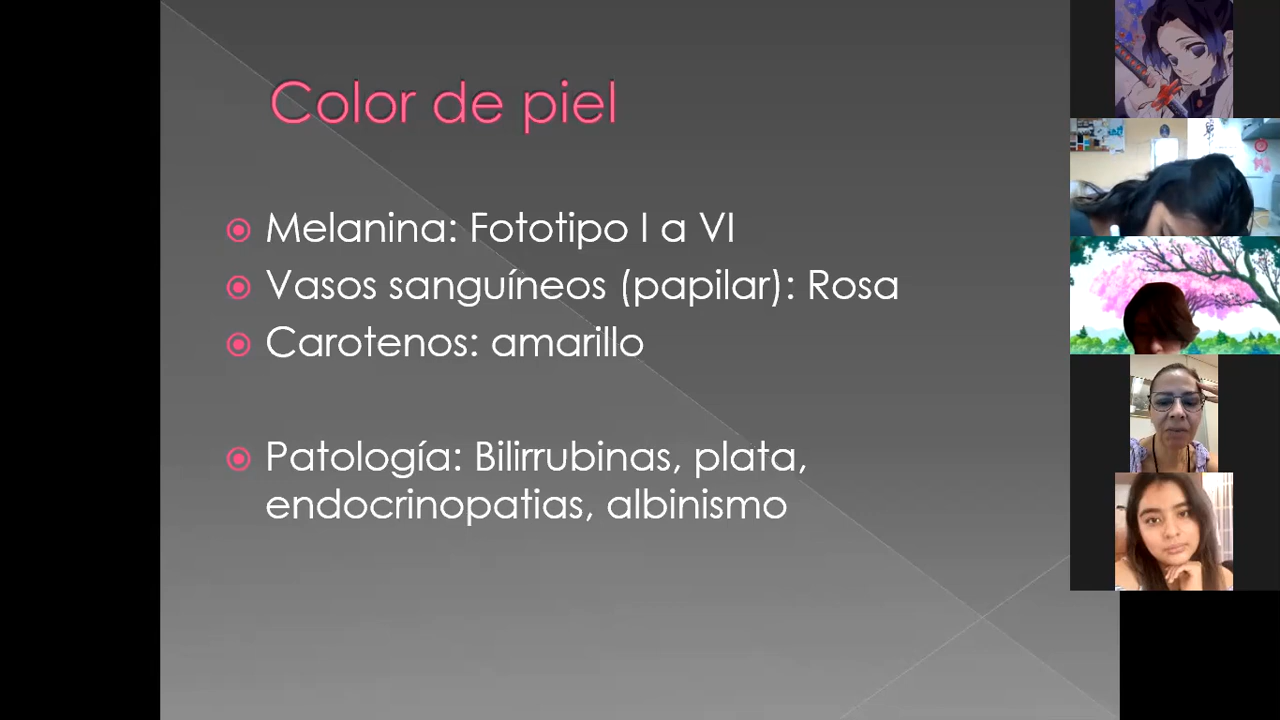 Color de piel
Melanina: Fototipo I a VI
Vasos sanguíneos (papilar): Rosa
Carotenos: amarillo
Patología: Bilirrubinas, plata,
endocrinopatias, albinismo